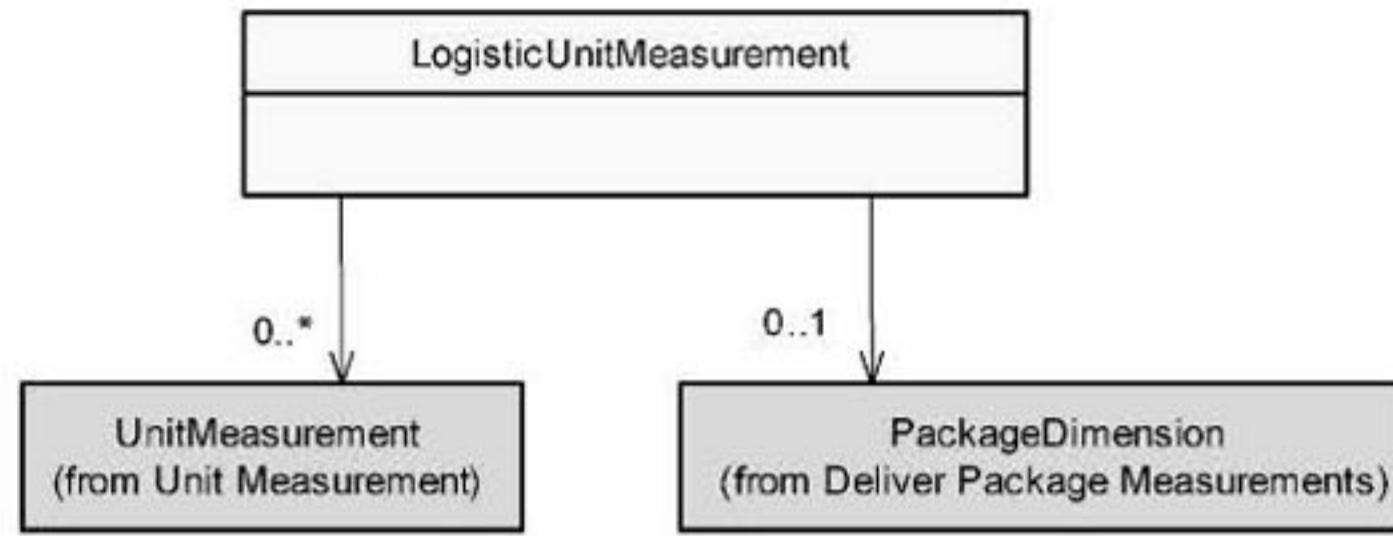 LogisticUnitMeasurement
0..*
0..1
UnitMeasurement
(from Unit Measurement)
PackageDimension
(from Deliver Package Measurements)